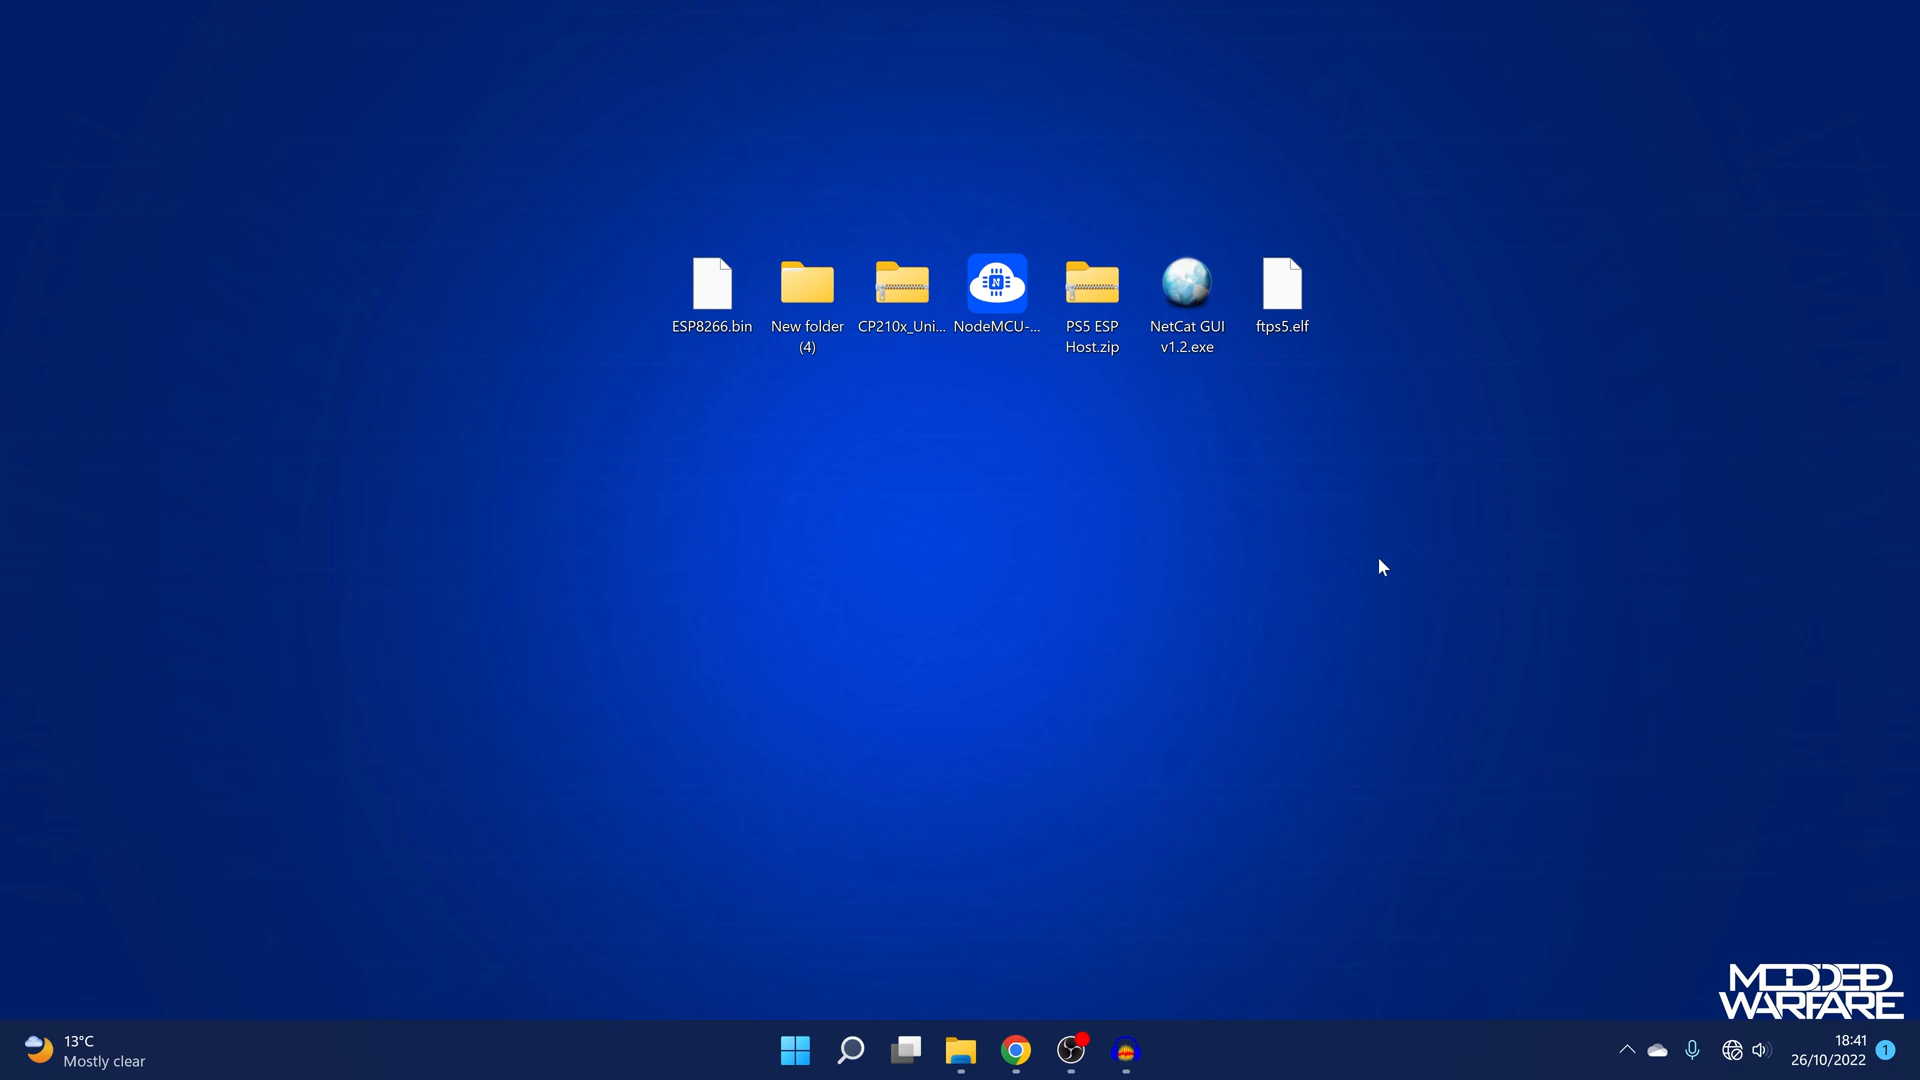 ESP8266.bin
New folder
(4)
CP210x_Uni...
NodeMCU-...
PS5 ESP
Host.zip
NetCat GUI
v1.2.exe
ftps5.elf
MODDED
WARFARE
13°C
Mostly clear
18:41
26/10/2022
1